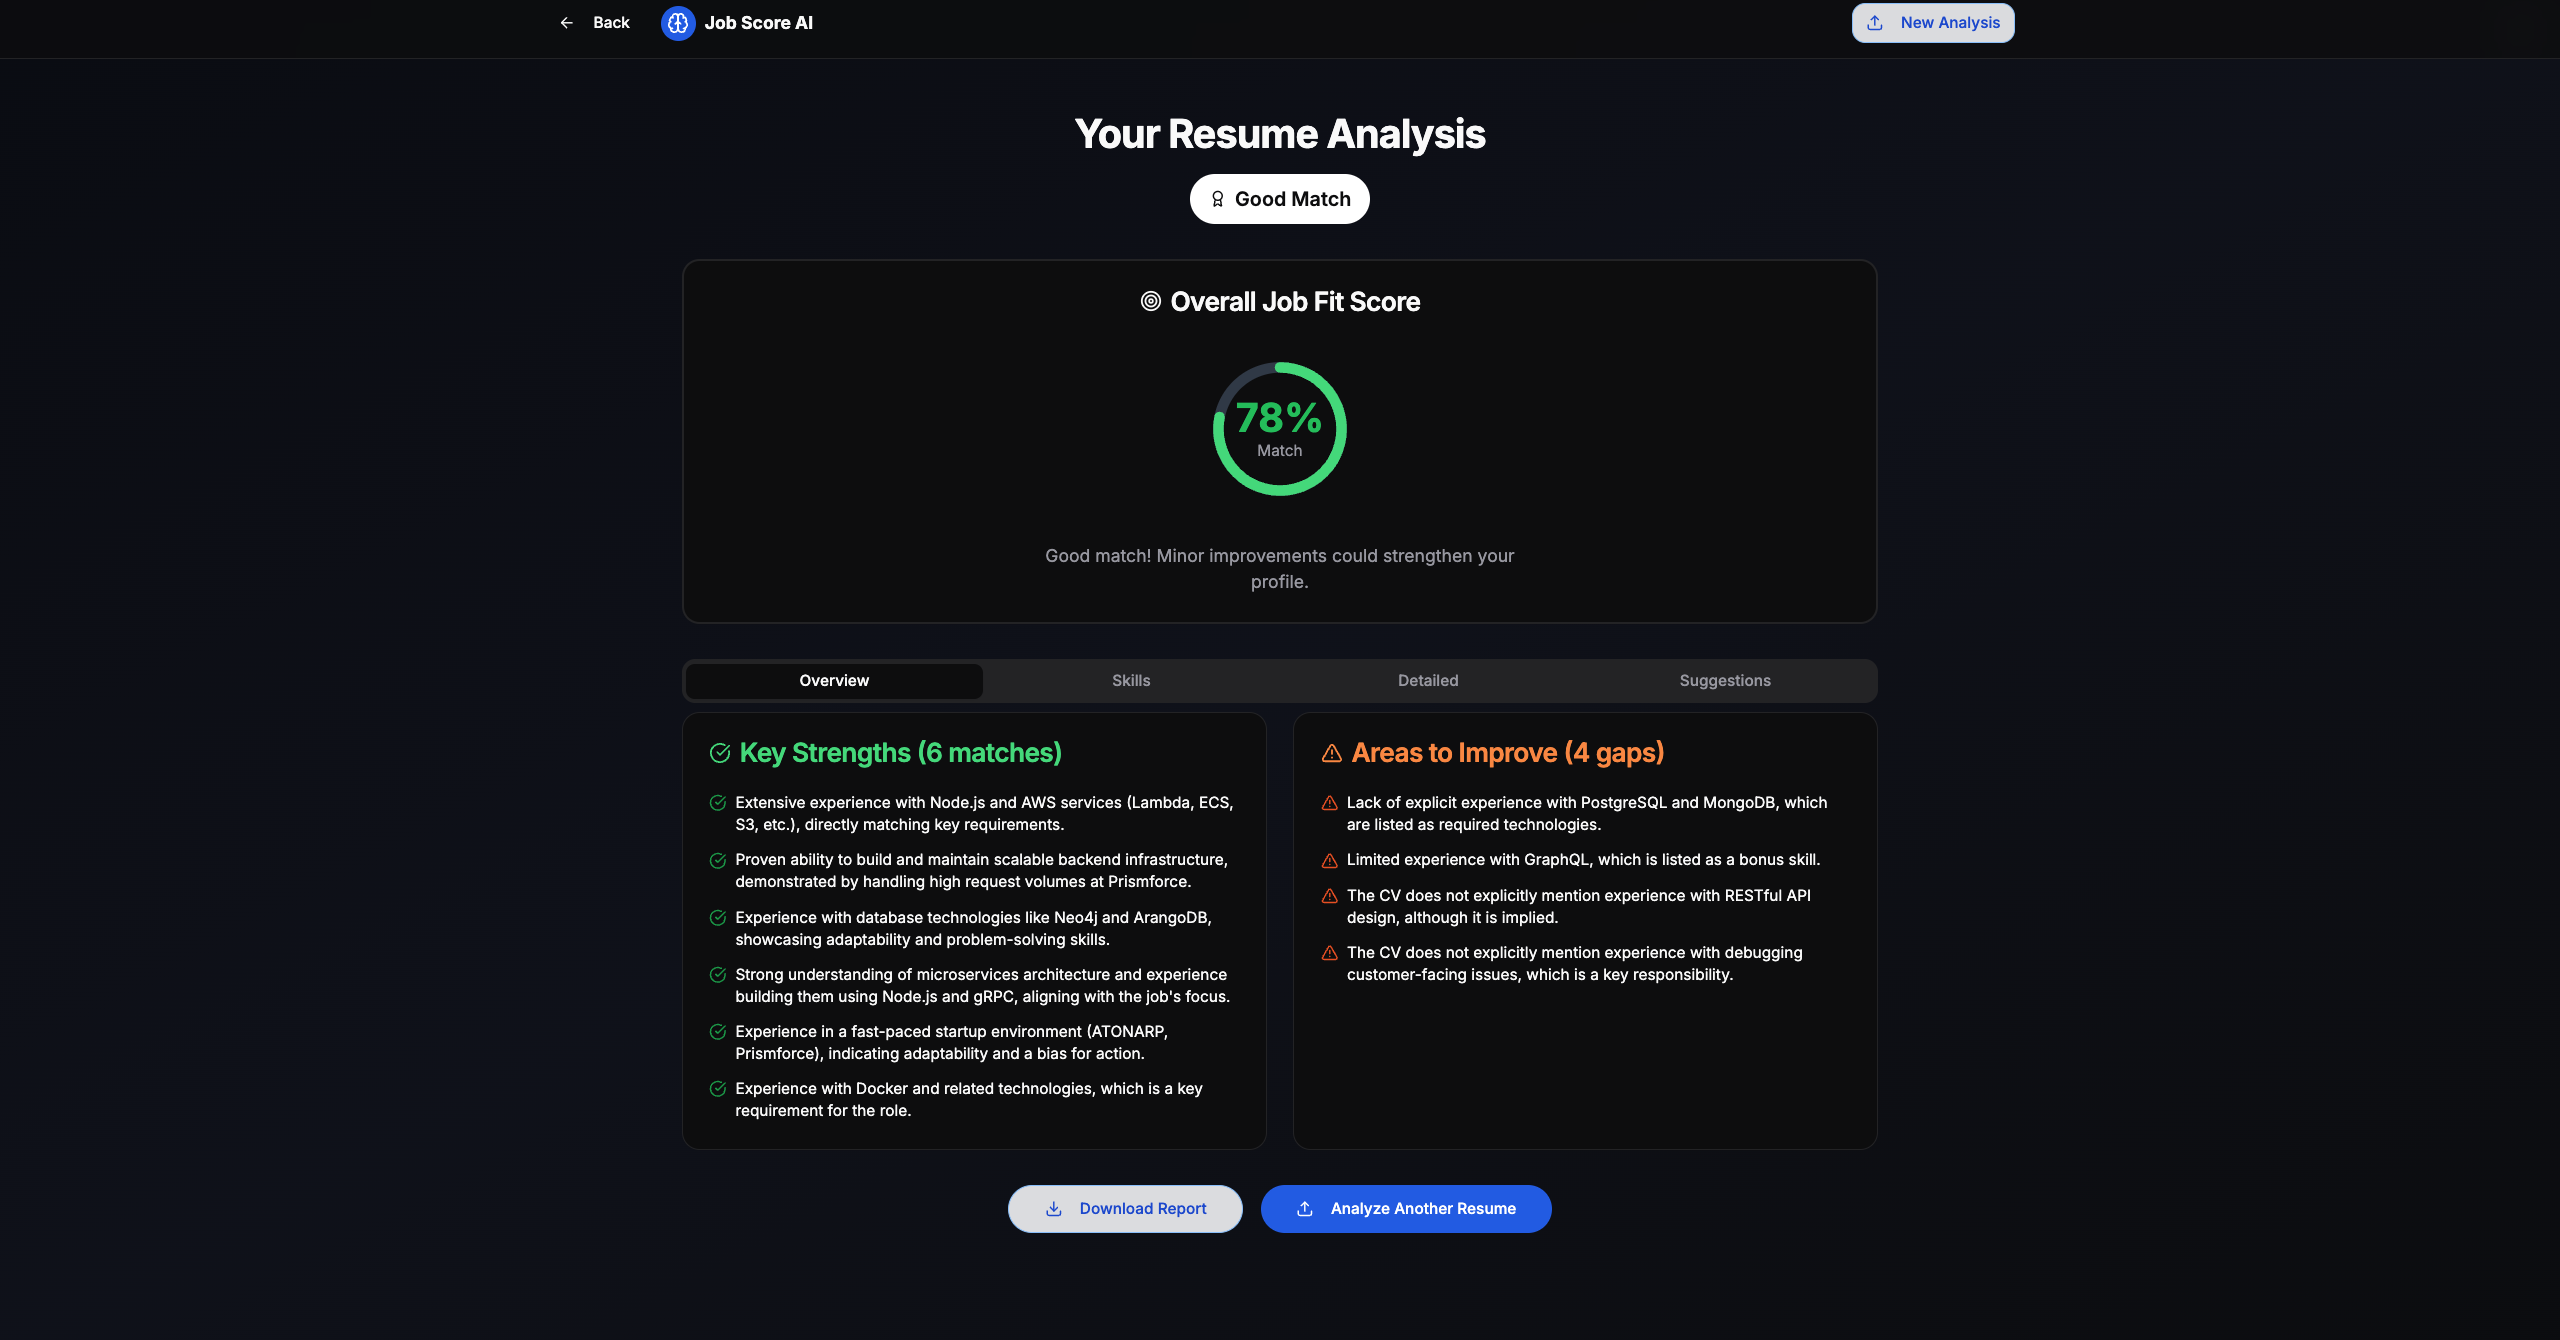 Back
Job Score AI
New Analysis
Your Resume Analysis
Good Match
Overall Job Fit Score
78%
Match
Good match! Minor improvements could strengthen your
profile.
Overview
Skills
Detailed
Suggestions
Key Strengths (6 matches)
Extensive experience with Node.js and AWS services (Lambda, ECS,
S3, etc.), directly matching key requirements.
Proven ability to build and maintain scalable backend infrastructure,
demonstrated by handling high request volumes at Prismforce.
Experience with database technologies like Neo4j and ArangoDB,
showcasing adaptability and problem-solving skills.
Strong understanding of microservices architecture and experience
building them using Node.js and gRPC, aligning with the job's focus.
Experience in a fast-paced startup environment (ATONARP,
Prismforce), indicating adaptability and a bias for action.
Experience with Docker and related technologies, which is a key
requirement for the role.
Areas to Improve (4 gaps)
Lack of explicit experience with PostgreSQL and MongoDB, which
are listed as required technologies.
Limited experience with GraphQL, which is listed as a bonus skill.
The CV does not explicitly mention experience with RESTful API
design, although it is implied.
The CV does not explicitly mention experience with debugging
customer-facing issues, which is a key responsibility.
Download Report
Analyze Another Resume